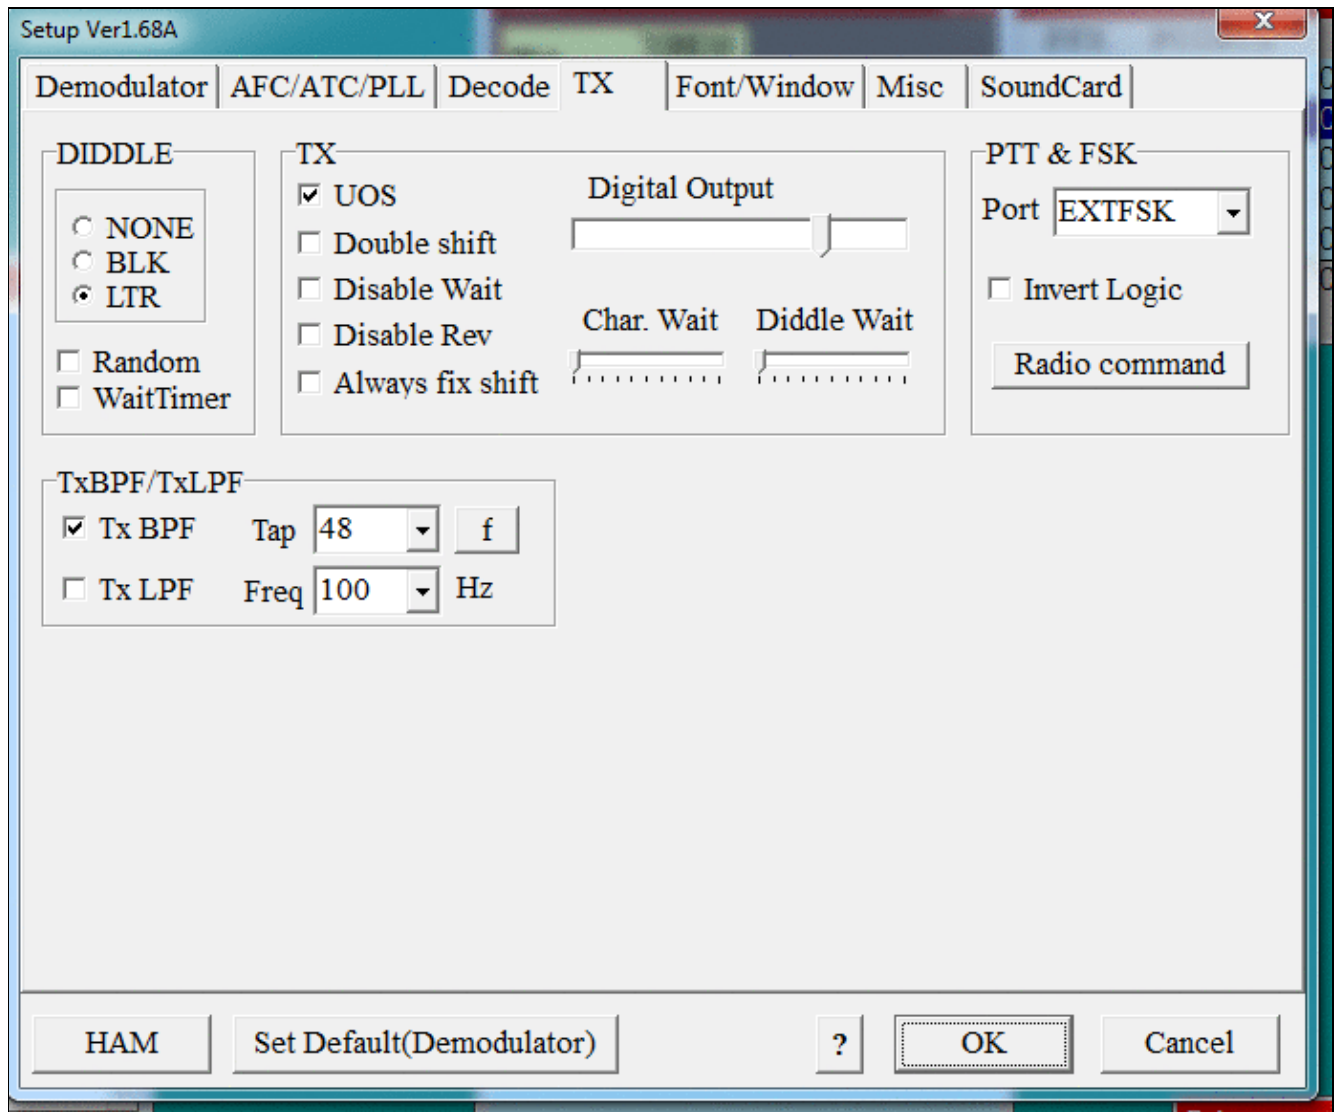 Setup Ver1.68A
X
Demodulator AFC/ATC/PLL Decode TX Font/Window Misc SoundCard
DIDDLE
NONE
BLK
LTR
Random
WaitTimer
TX
UOS
Double shift
Disable Wait
Disable Rev
Always fix shift
Digital Output
Char. Wait Diddle Wait
PTT & FSK
Port EXTFSK
Invert Logic
Radio command
TxBPF/TxLPF
Tx BPF Tap 48 f
Tx LPF Freq 100 Hz
HAM Set Default(Demodulator) ? OK Cancel